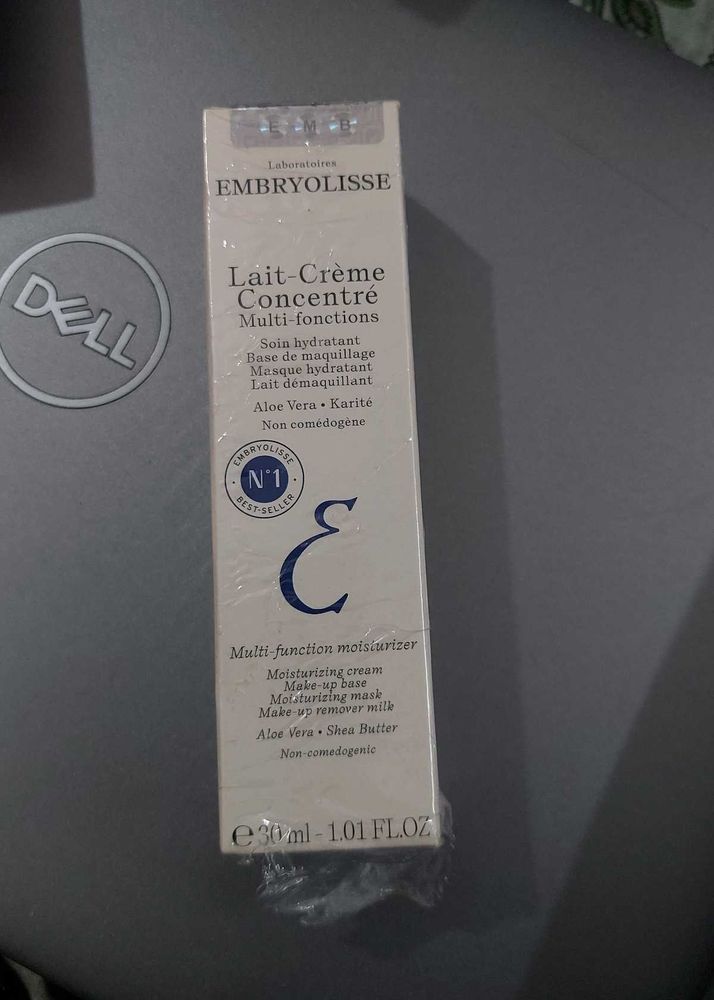 E M B
Laboratoires
EMBRYOLISSE
Lait-Crème
Concentré
Multi-fonctions
Soin hydratant
Base de maquillage
Masque hydratant
Lait démaquillant
Aloe Vera • Karité
Non comédogène
EMBRYOLISSE
N°1
BEST-SELLER
Multi-function moisturizer
Moisturizing cream
Make-up base
Moisturizing mask
Make-up remover milk
Aloe Vera • Shea Butter
Non-comedogenic
℮ 30 ml - 1.01 FL.OZ
DELL